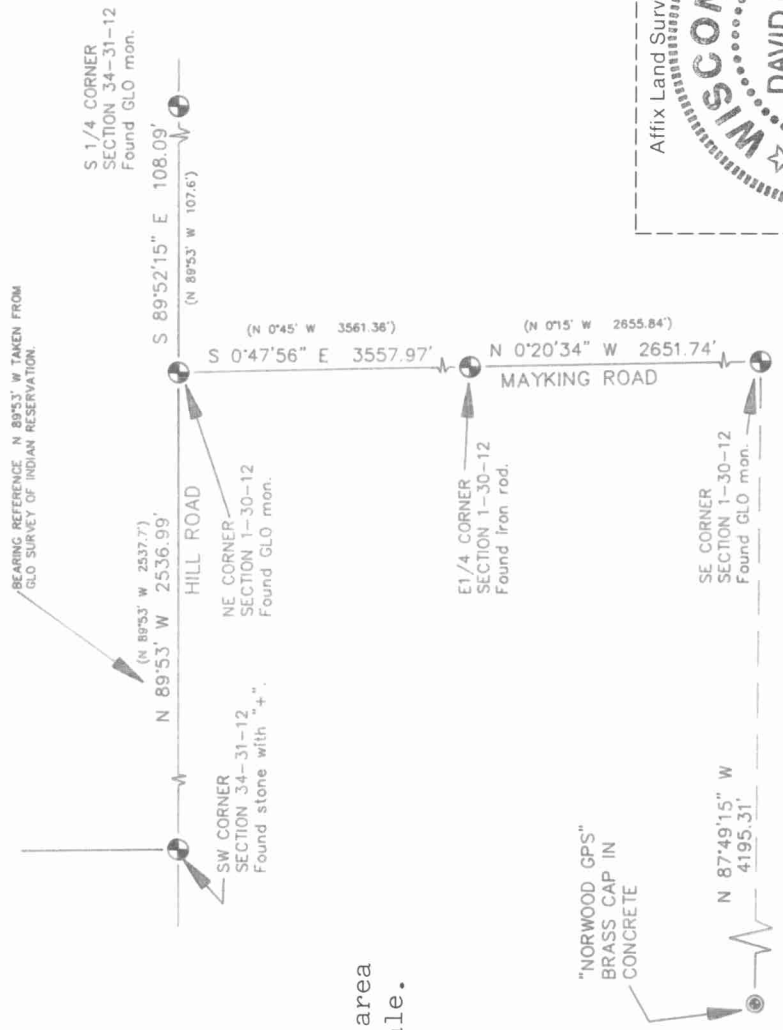 BEARING REFERENCE N 89°53' W TAKEN FROM
GLO SURVEY OF INDIAN RESERVATION.
S 1/4 CORNER
SECTION 34-31-12
Found GLO mon.
(N 89°53' W 2537.7')
N 89°53' W 2536.99'
HILL ROAD
S 89°52'15" E 108.09'
(N 89°53' W 107.6')
SW CORNER
SECTION 34-31-12
Found stone with "+".
NE CORNER
SECTION 1-30-12
Found GLO mon.
(N 0°45' W 3561.36')
S 0°47'56" E 3557.97'
(N 0°15' W 2655.84')
N 0°20'34" W 2651.74'
MAYKING ROAD
E1/4 CORNER
SECTION 1-30-12
Found iron rod.
area
SE CORNER
SECTION 1-30-12
Found GLO mon.
"NORWOOD GPS"
BRASS CAP IN
CONCRETE
N 87°49'15" W
4195.31'
Affix Land
DAVID